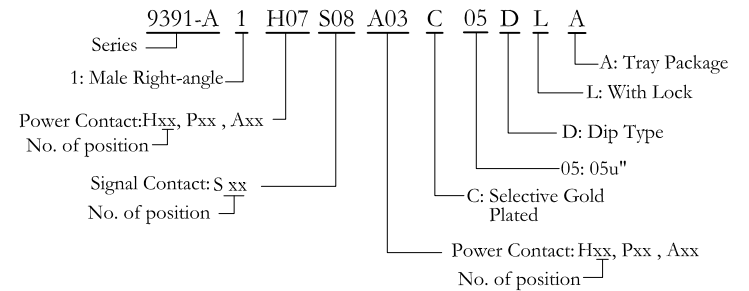 9391-A 1 H07 S08 A03 C 05 D L A
Series
A: Tray Package
1: Male Right-angle
L: With Lock
Power Contact:Hxx, Pxx , Axx
No. of position
D: Dip Type
05: 05u"
Signal Contact: S xx
No. of position
C: Selective Gold
Plated
Power Contact: Hxx, Pxx , Axx
No. of position